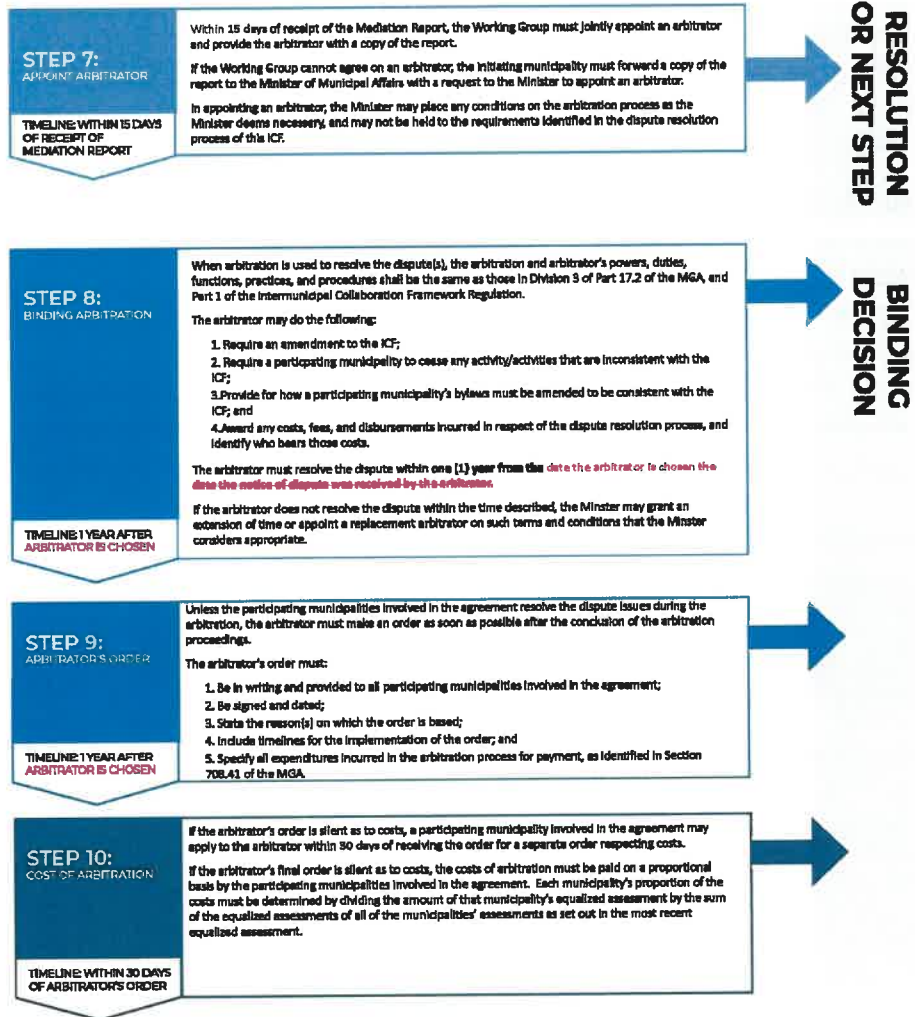 STEP 7:
APPOINT ARBITRATOR
TIMELINE: WITHIN 15 DAYS
OF RECEIPT OF
MEDIATION REPORT
Within 15 days of receipt of the Mediation Report, the Working Group must jointly appoint an arbitrator
and provide the arbitrator with a copy of the report.
If the Working Group cannot agree on an arbitrator, the initiating municipality must forward a copy of the
report to the Minister of Municipal Affairs with a request to the Minister to appoint an arbitrator.
In appointing an arbitrator, the Minister may place any conditions on the arbitration process as the
Minister deems necessary, and may not be held to the requirements identified in the dispute resolution
process of this ICF.
RESOLUTION
OR NEXT STEP
STEP 8:
BINDING ARBITRATION
TIMELINE: 1 YEAR AFTER
ARBITRATOR IS CHOSEN
When arbitration is used to resolve the dispute(s), the arbitration and arbitrator's powers, duties,
functions, practices, and procedures shall be the same as those in Division 3 of Part 17.2 of the MGA, and
Part 1 of the Intermunicipal Collaboration Framework Regulation.
The arbitrator may do the following:
1. Require an amendment to the ICF;
2. Require a particpating municipality to cease any activity/activities that are inconsistent with the
ICF;
3.Provide for how a participating municipality's bylaws must be amended to be consistent with the
ICF; and
4.Award any costs, fees, and disbursements incurred in respect of the dispute resolution process, and
identify who bears those costs.
The arbitrator must resolve the dispute within one (1) year from the date the arbitrator is chosen the
date the notice of dispute was received by the arbitrator.
If the arbitrator does not resolve the dispute within the time described, the Minster may grant an
extension of time or appoint a replacement arbitrator on such terms and conditions that the Minster
considers appropriate.
BINDING
DECISION
STEP 9:
ARBITRATOR'S ORDER
TIMELINE: 1 YEAR AFTER
ARBITRATOR IS CHOSEN
Unless the participating municipalities involved in the agreement resolve the dispute issues during the
arbitration, the arbitrator must make an order as soon as possible after the conclusion of the arbitration
proceedings.
The arbitrator's order must:
1. Be in writing and provided to all participating municipalities involved in the agreement;
2. Be signed and dated;
3. State the reason(s) on which the order is based;
4. Include timelines for the implementation of the order; and
5. Specify all expenditures incurred in the arbitration process for payment, as identified in Section
708.41 of the MGA.
STEP 10:
COST OF ARBITRATION
TIMELINE: WITHIN 30 DAYS
OF ARBITRATOR'S ORDER
If the arbitrator's order is silent as to costs, a participating municipality involved in the agreement may
apply to the arbitrator within 30 days of receiving the order for a separate order respecting costs.
If the arbitrator's final order is silent as to costs, the costs of arbitration must be paid on a proportional
basis by the participating municipalities involved in the agreement. Each municipality's proportion of the
costs must be determined by dividing the amount of that municipality's equalized assessment by the sum
of the equalized assessments of all of the municipalities' assessments as set out in the most recent
equalized assessment.